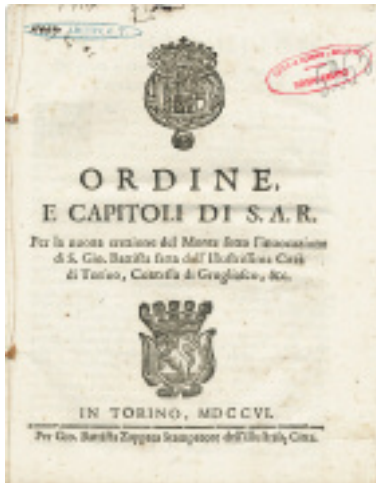 ORDINE,
E CAPITOLI DI S.A.R.
Per la nuova erezione del Monte sotto l'invocazione
di S. Gio. Battista fatta dall'Illustrissima Città
di Torino, Contessa di Grugliasco, &c.
IN TORINO, MDCCVI.
Per Gio. Battista Zappata Stampatore dell'Illustriss. Città.